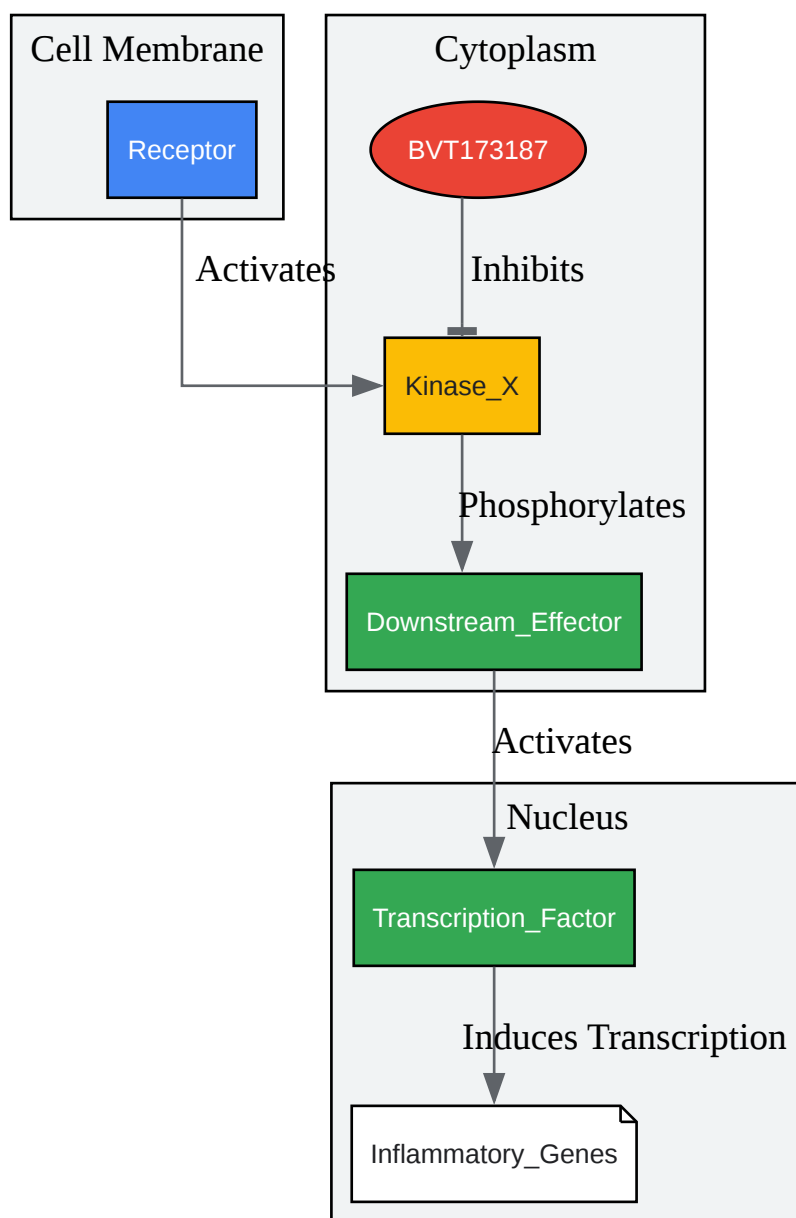 Cell Membrane
Cytoplasm
Receptor
BVT173187
Activates
Inhibits
Kinase_X
Phosphorylates
Downstream_Effector
Activates
Nucleus
Transcription_Factor
Induces Transcription
Inflammatory_Genes